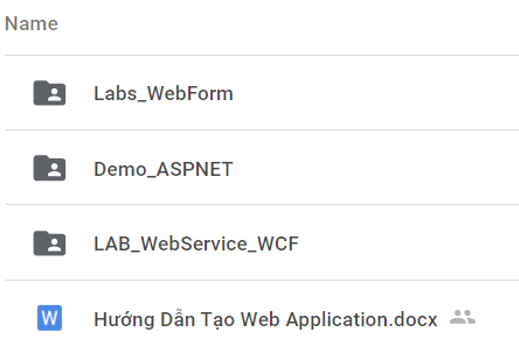 Name
Labs_WebForm
Demo_ASPNET
LAB_WebService_WCF
W Hướng Dẫn Tạo Web Application.docx